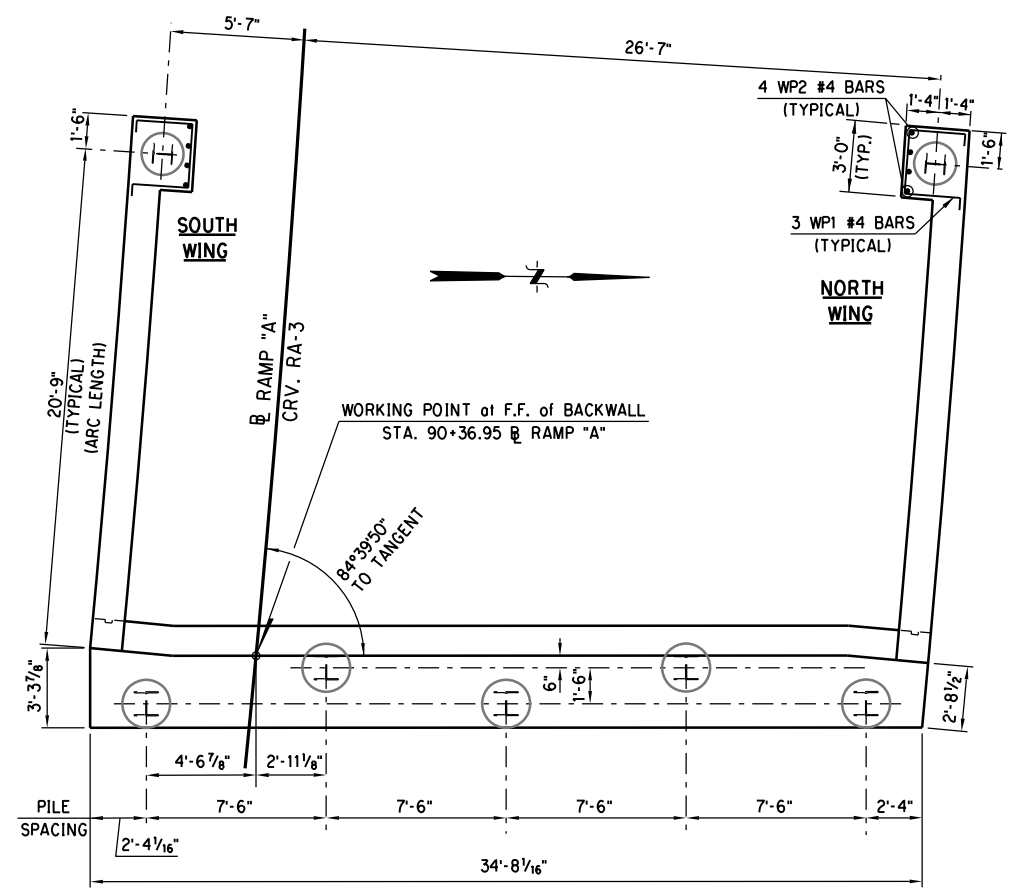 5'-7"
26'-7"
4 WP2 #4 BARS
(TYPICAL)
1'-4"
1'-4"
1'-6"
3'-0"
(TYP.)
1'-6"
3 WP1 #4 BARS
(TYPICAL)
SOUTH
WING
NORTH
WING
20'-9"
(TYPICAL)
(ARC LENGTH)
BL RAMP "A"
CRV. RA-3
WORKING POINT at F.F. of BACKWALL
STA. 90+36.95 BL RAMP "A"
84°39'50"
TO TANGENT
3'-3 7/8"
6"
1'-6"
2'-8 1/2"
4'-6 7/8"
2'-11 1/8"
PILE
SPACING
7'-6"
7'-6"
7'-6"
7'-6"
2'-4"
2'-4 1/16"
34'-8 1/16"